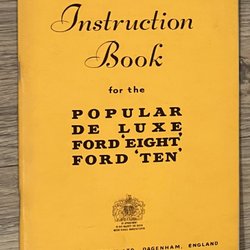 Instruction
Book
for the
POPULAR
DE LUXE
FORD 'EIGHT'
FORD 'TEN'
DAGENHAM, ENGLAND